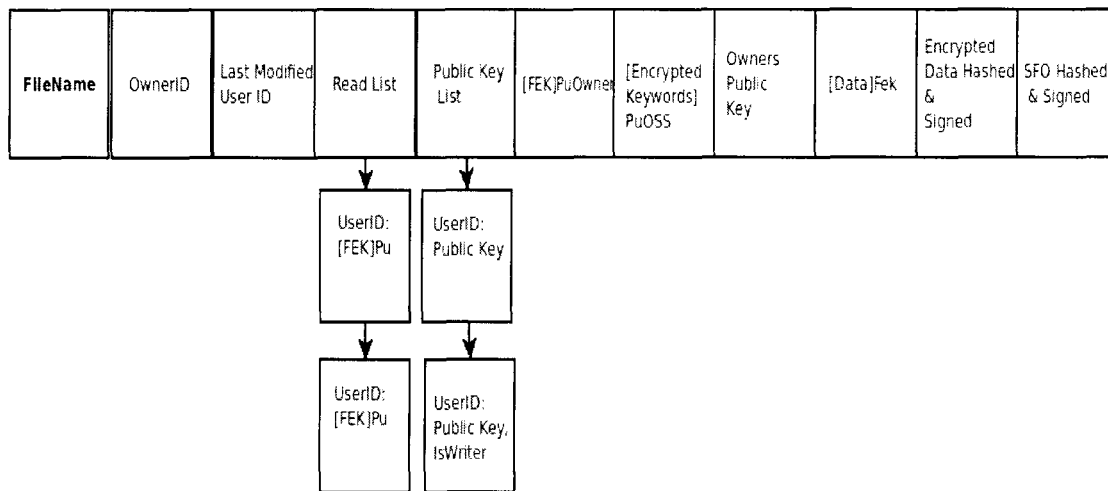 FileName
OwnerID
Last Modified
User ID
Read List
Public Key
List
[FEK]PuOwner
[Encrypted
Keywords]
PuOSS
Owners
Public
Key
[Data]Fek
Encrypted
Data Hashed
&
Signed
SFO Hashed
& Signed
UserID:
[FEK]Pu
UserID:
Public Key
UserID:
[FEK]Pu
UserID:
Public Key,
IsWriter